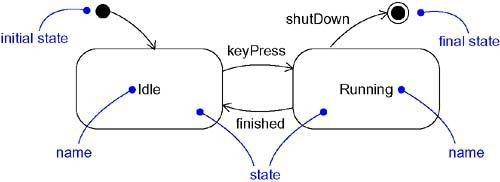 shutDown
initial state
keyPress
final state
Idle
Running
finished
name
state
name